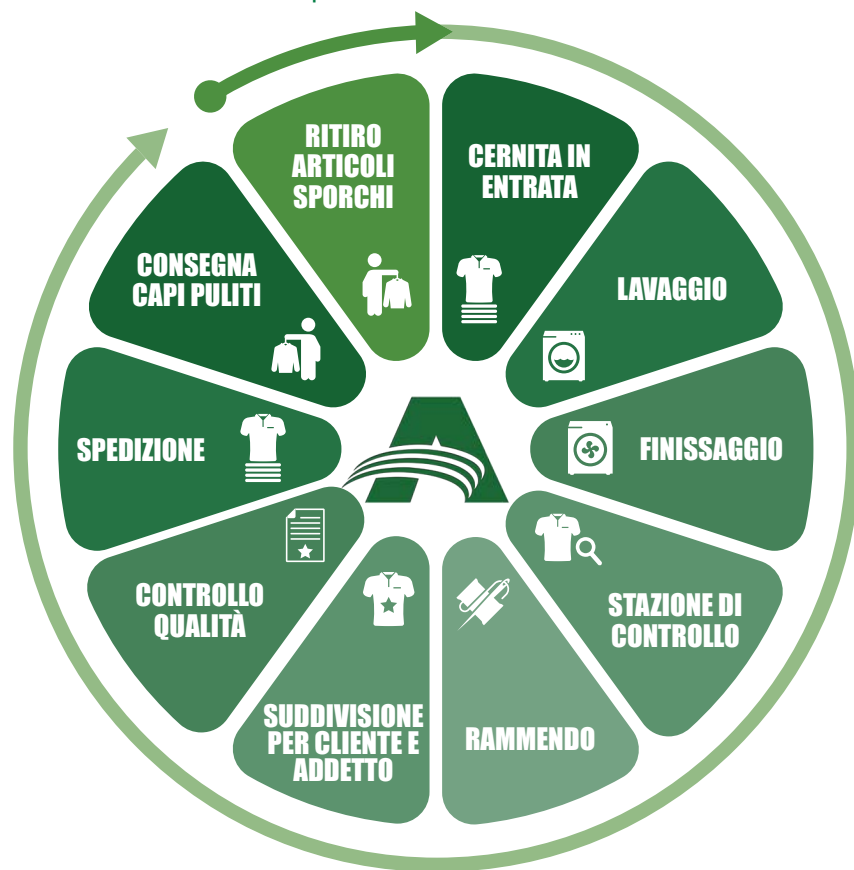 RITIRO
ARTICOLI
SPORCHI
CERNITA IN
ENTRATA
LAVAGGIO
FINISSAGGIO
STAZIONE DI
CONTROLLO
RAMMENDO
SUDDIVISIONE
PER CLIENTE E
ADDETTO
CONTROLLO
QUALITÀ
SPEDIZIONE
CONSEGNA
CAPI PULITI